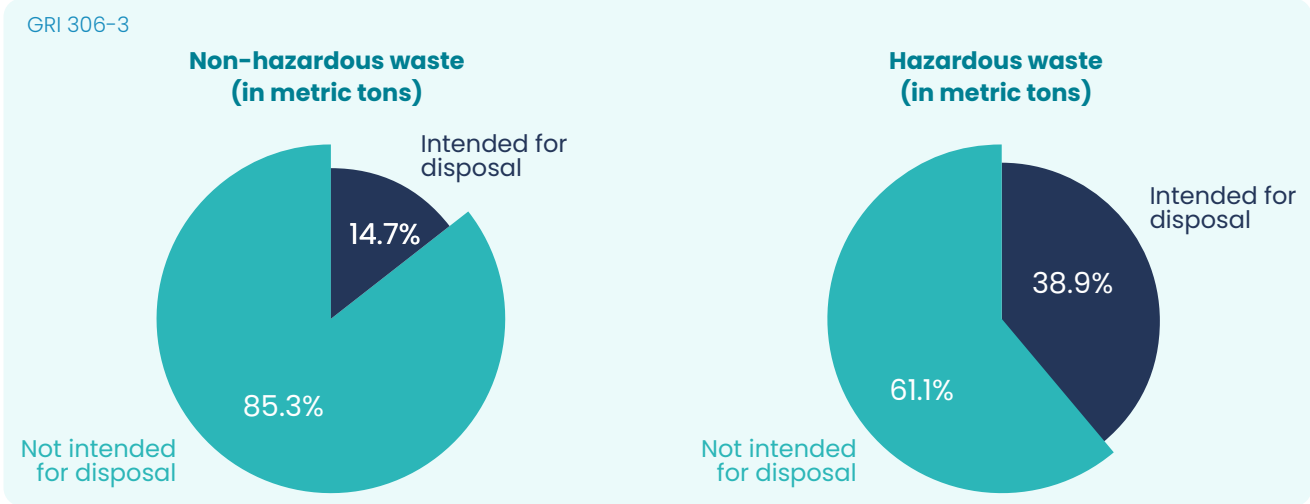 GRI 306-3
Non-hazardous waste
(in metric tons)
Intended for
disposal
14.7%
85.3%
Not intended
for disposal
Hazardous waste
(in metric tons)
Intended for
disposal
38.9%
61.1%
Not intended
for disposal